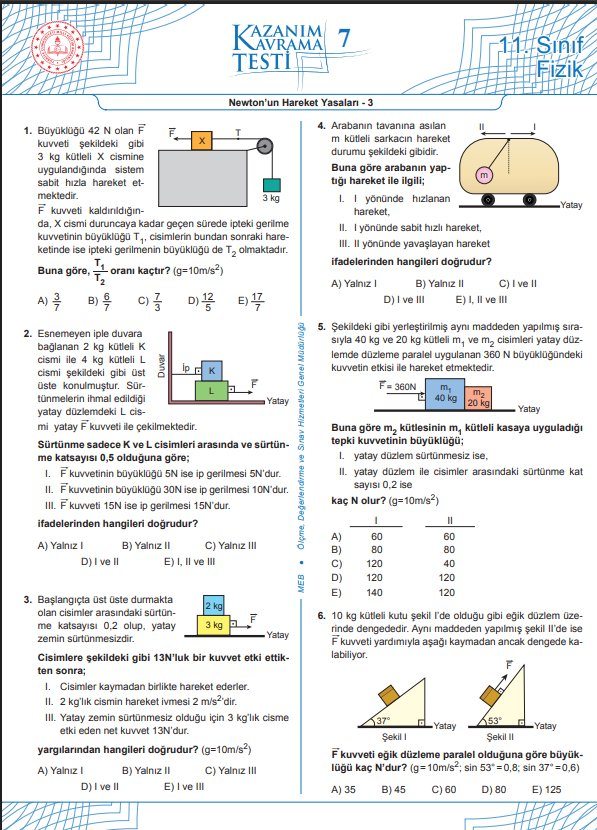 KAZANIM
KAVRAMA
TESTİ
7
11. Sınıf
Fizik
Newton'un Hareket Yasaları - 3
1. Büyüklüğü 42 N olan F
kuvveti şekildeki gibi
3 kg kütleli X cismine
uygulandığında sistem
sabit hızla hareket et-
mektedir.
F kuvveti kaldırıldığın-
da, X cismi duruncaya kadar geçen sürede ipteki gerilme
kuvvetinin büyüklüğü T1, cisimlerin bundan sonraki hare-
ketinde ise ipteki gerilmenin büyüklüğü de T2 olmaktadır.
Buna göre, T1/T2 oranı kaçtır? (g=10m/s²)
A) 3/7 B) 6/7 C) 7/3 D) 12/5 E) 17/7
F
X
T
3 kg
2. Esnemeyen iple duvara
bağlanan 2 kg kütleli K
cismi ile 4 kg kütleli L
cismi şekildeki gibi üst
üste konulmuştur. Sür-
tünmelerin ihmal edildiği
yatay düzlemdeki L cis-
mi yatay F kuvveti ile çekilmektedir.
Duvar
ip
K
L
F
Yatay
Sürtünme sadece K ve L cisimleri arasında ve sürtün-
me katsayısı 0,5 olduğuna göre;
I. F kuvvetinin büyüklüğü 5N ise ip gerilmesi 5N'dur.
II. F kuvvetinin büyüklüğü 30N ise ip gerilmesi 10N'dur.
III. F kuvveti 15N ise ip gerilmesi 15N'dur.
ifadelerinden hangileri doğrudur?
A) Yalnız I B) Yalnız II C) Yalnız III
D) I ve II E) I, II ve III
3. Başlangıçta üst üste durmakta
olan cisimler arasındaki sürtün-
me katsayısı 0,2 olup, yatay
zemin sürtünmesizdir.
2 kg
3 kg
F
Yatay
Cisimlere şekildeki gibi 13N'luk bir kuvvet etki ettik-
ten sonra;
I. Cisimler kaymadan birlikte hareket ederler.
II. 2 kg'lık cismin hareket ivmesi 2 m/s²'dir.
III. Yatay zemin sürtünmesiz olduğu için 3 kg'lık cisme
etki eden net kuvvet 13N'dur.
yargılarından hangileri doğrudur? (g=10m/s²)
A) Yalnız I B) Yalnız II C) Yalnız III
D) I ve II E) I ve III
MEB • Ölçme, Değerlendirme ve Sınav Hizmetleri Genel Müdürlüğü
4. Arabanın tavanına asılan
m kütleli sarkacın hareket
durumu şekildeki gibidir.
Buna göre arabanın yap-
tığı hareket ile ilgili;
I. I yönünde hızlanan
hareket,
II. I yönünde sabit hızlı hareket,
III. II yönünde yavaşlayan hareket
ifadelerinden hangileri doğrudur?
A) Yalnız I B) Yalnız II C) I ve II
D) I ve III E) I, II ve III
II
I
m
Yatay
5. Şekildeki gibi yerleştirilmiş aynı maddeden yapılmış sıra-
sıyla 40 kg ve 20 kg kütleli m1 ve m2 cisimleri yatay düz-
lemde düzleme paralel uygulanan 360 N büyüklüğündeki
kuvvetin etkisi ile hareket etmektedir.
F = 360N
m1
40 kg
m2
20 kg
Yatay
Buna göre m2 kütlesinin m1 kütleli kasaya uyguladığı
tepki kuvvetinin büyüklüğü;
I. yatay düzlem sürtünmesiz ise,
II. yatay düzlem ile cisimler arasındaki sürtünme kat
sayısı 0,2 ise
kaç N olur? (g=10m/s²)
I II
A) 60 60
B) 80 80
C) 120 40
D) 120 120
E) 140 120
6. 10 kg kütleli kutu şekil I'de olduğu gibi eğik düzlem üze-
rinde dengededir. Aynı maddeden yapılmış şekil II'de ise
F kuvveti yardımıyla aşağı kaymadan ancak dengede ka-
labiliyor.
37°
Yatay
Şekil I
F
53°
Yatay
Şekil II
F kuvveti eğik düzleme paralel olduğuna göre büyük-
lüğü kaç N'dur? (g=10m/s²; sin 53°=0,8; sin 37°=0,6)
A) 35 B) 45 C) 60 D) 80 E) 125